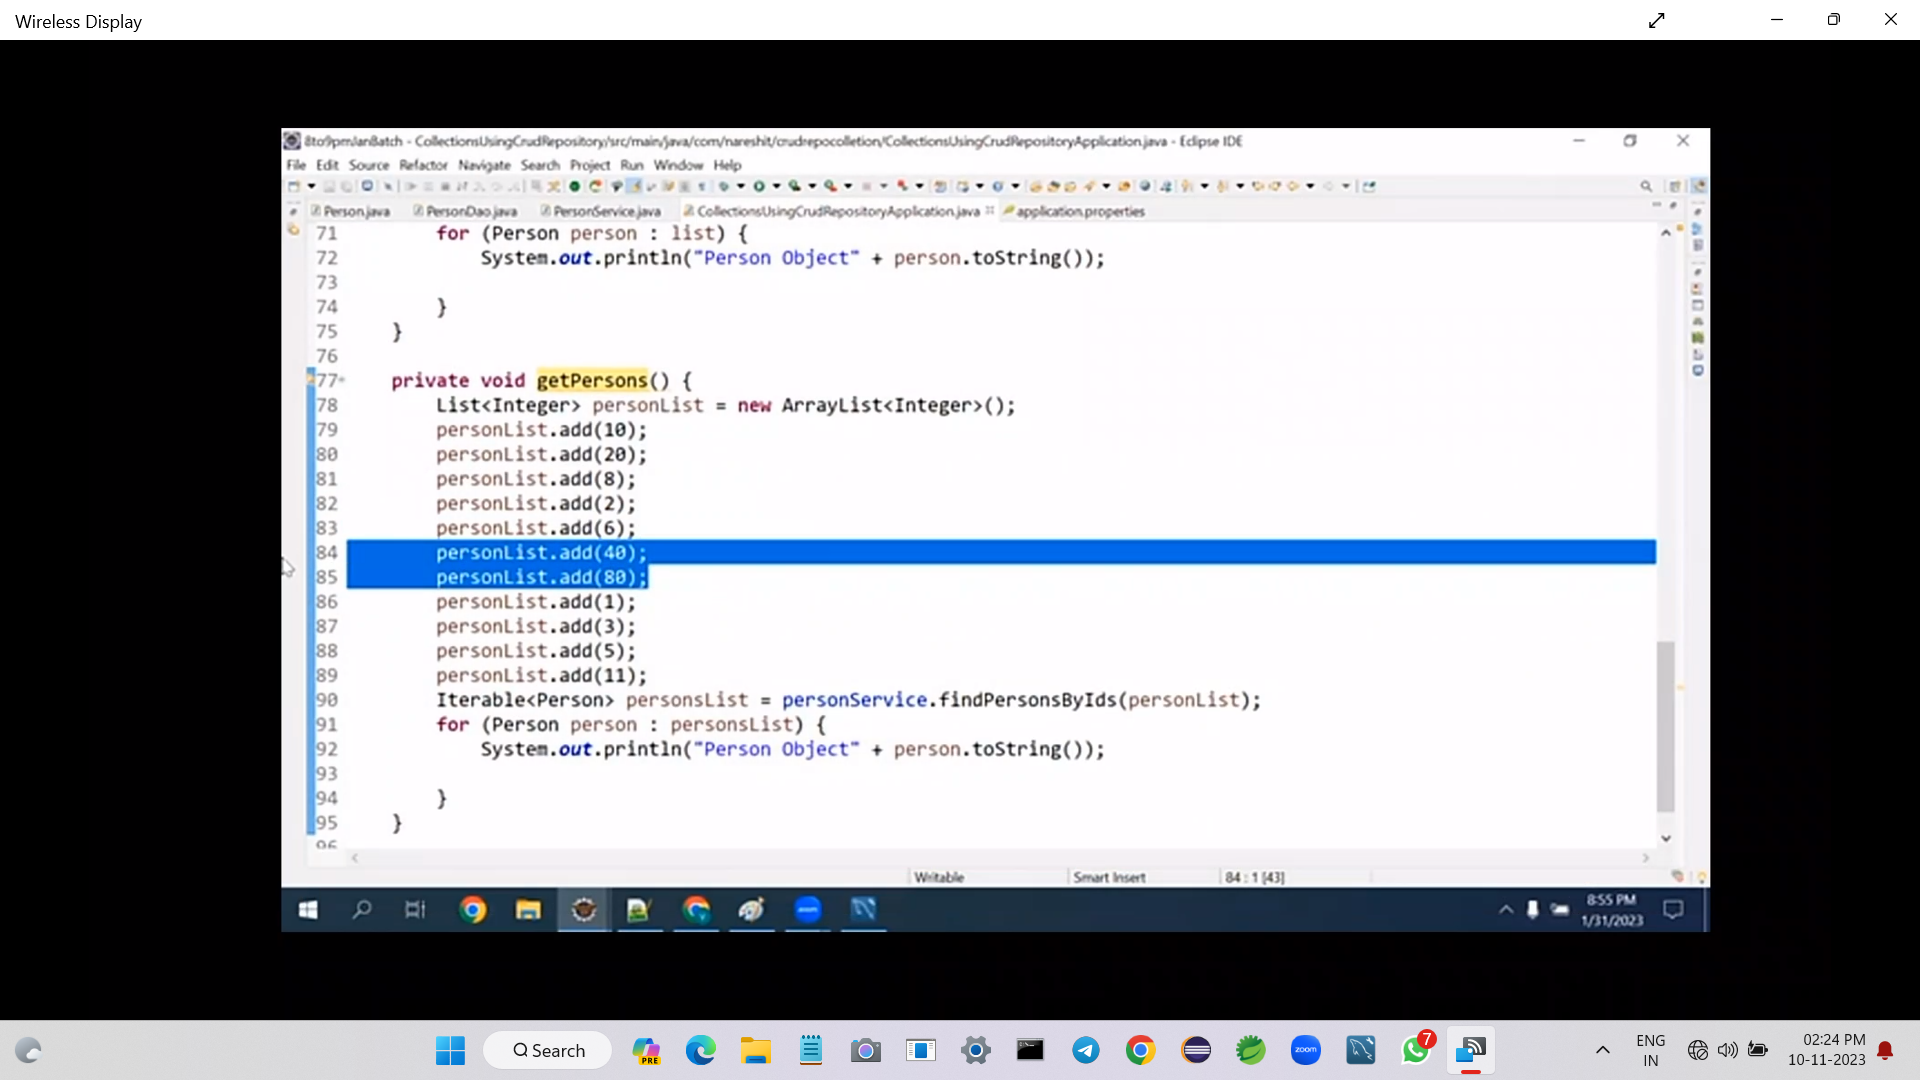 Wireless Display
8to9pmJanBatch - CollectionsUsingCrudRepository/src/main/java/com/nareshit/crudrepocolletion/CollectionsUsingCrudRepositoryApplication.java - Eclipse IDE
File Edit Source Refactor Navigate Search Project Run Window Help
Person.java PersonDao.java PersonService.java CollectionsUsingCrudRepositoryApplication.java application.properties
71 for (Person person : list) {
72 System.out.println("Person Object" + person.toString());
73
74 }
75 }
76
77 private void getPersons() {
78 List<Integer> personList = new ArrayList<Integer>();
79 personList.add(10);
80 personList.add(20);
81 personList.add(8);
82 personList.add(2);
83 personList.add(6);
84 personList.add(40);
85 personList.add(80);
86 personList.add(1);
87 personList.add(3);
88 personList.add(5);
89 personList.add(11);
90 Iterable<Person> personsList = personService.findPersonsByIds(personList);
91 for (Person person : personsList) {
92 System.out.println("Person Object" + person.toString());
93
94 }
95 }
96
Writable Smart Insert 84 : 1 [43]
zoom
8:55 PM
1/31/2023
Search
PRE
zoom
7
ENG
IN
02:24 PM
10-11-2023